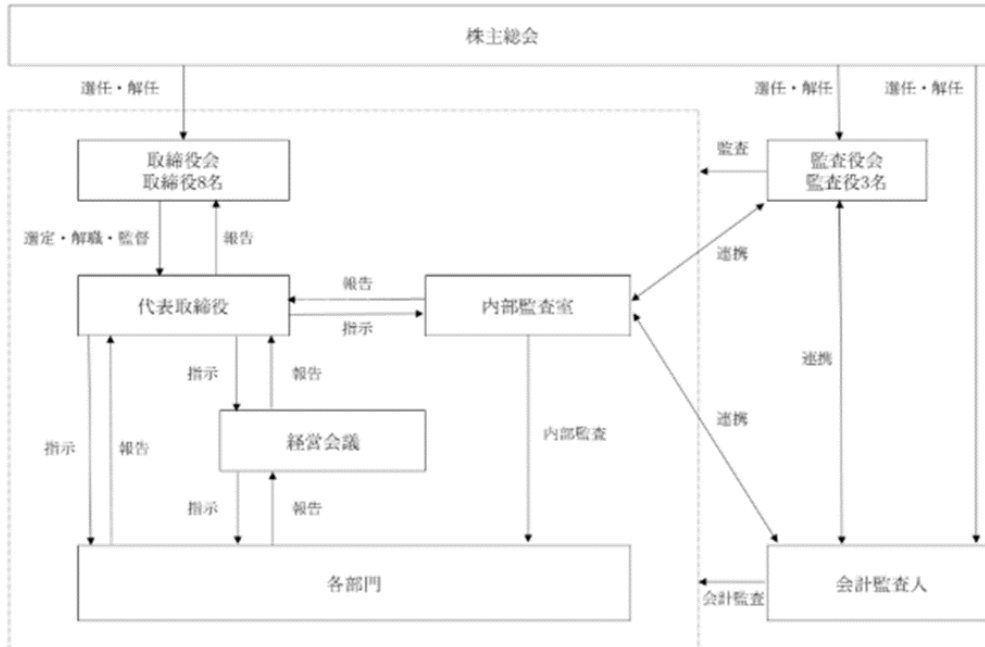 株主総会
選任・解任
選任・解任
選任・解任
取締役会
取締役8名
監査
監査役会
監査役3名
選定・解職・監督
報告
連携
代表取締役
報告
指示
内部監査室
指示
報告
連携
経営会議
内部監査
連携
指示
報告
指示
報告
各部門
会計監査
会計監査人